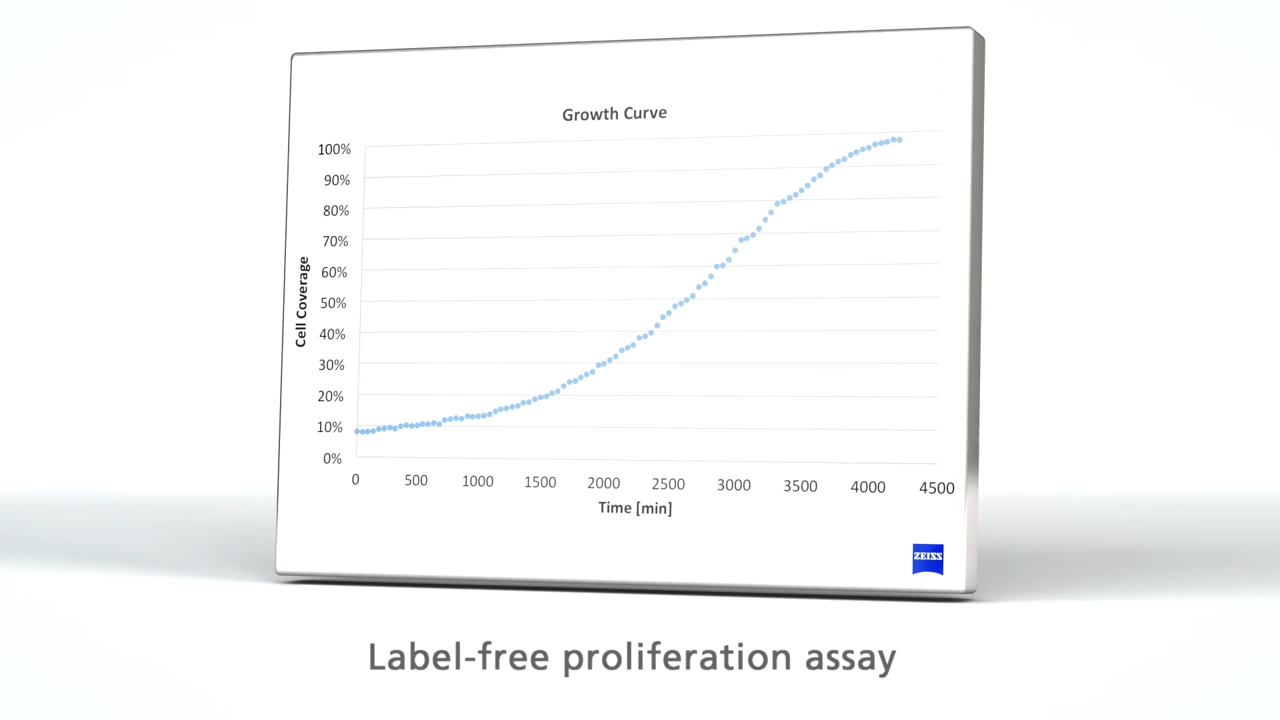 Growth Curve
100%
90%
80%
70%
60%
50%
40%
30%
20%
10%
0%
Cell Coverage
0 500 1000 1500 2000 2500 3000 3500 4000 4500
Time [min]
ZEISS
Label-free proliferation assay